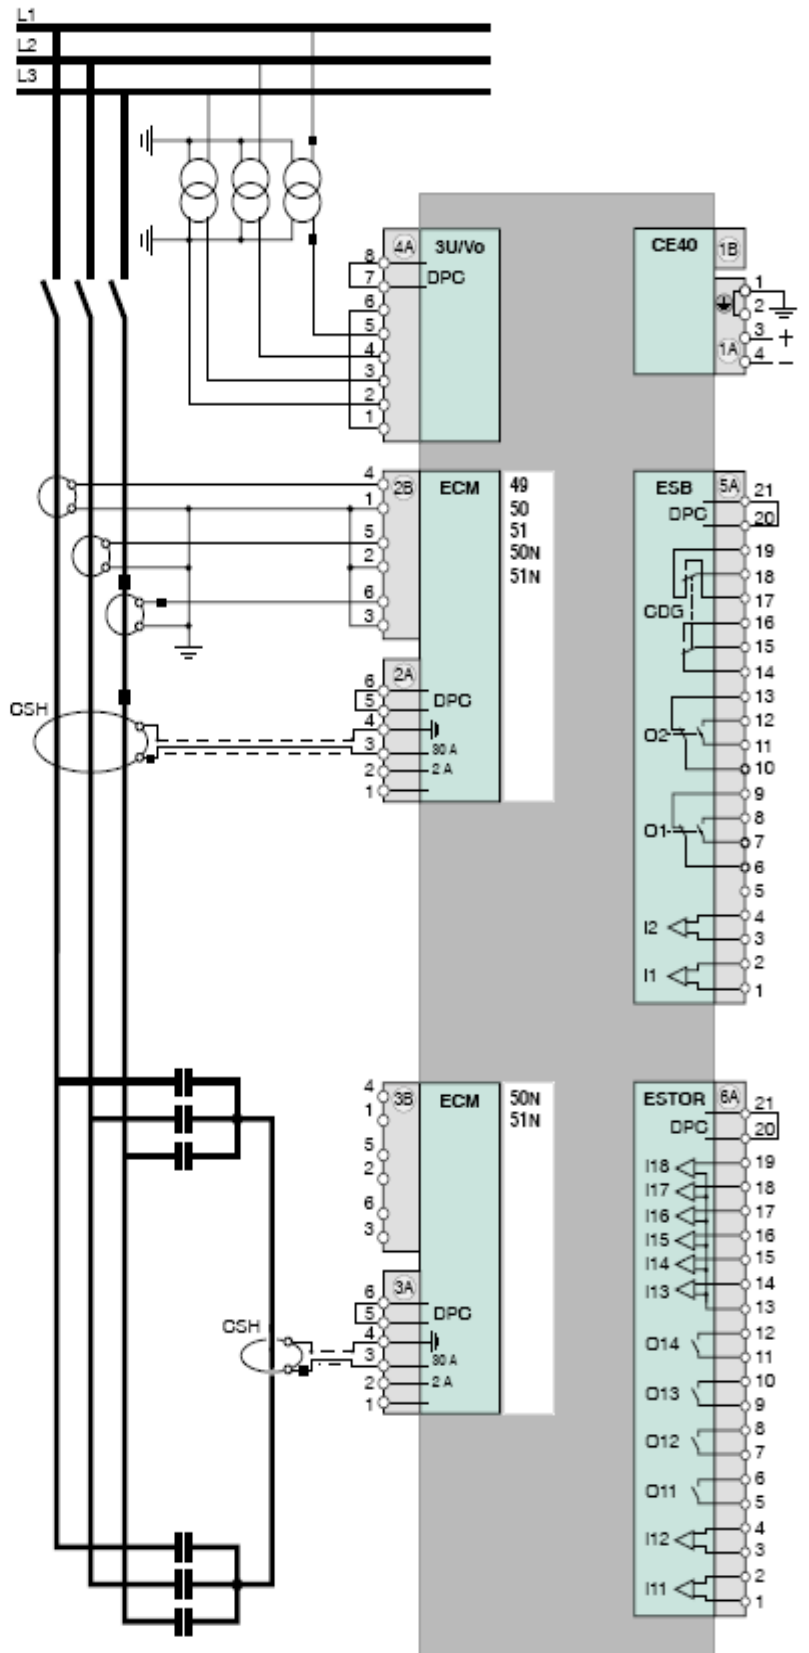 L1
L2
L3
4A 3U/Vo
8
DPC
7
6
5
4
3
2
1
CE40 1B
1
2
3 +
1A
4 −
2B ECM
4
1
5
2
6
3
49
50
51
50N
51N
2A
6
DPC
5
4
3 30 A
2 2 A
1
CSH
ESB 5A
21
DPC
20
19
18
17
CDG
16
15
14
13
12
O2
11
10
9
8
O1
7
6
5
4
I2
3
2
I1
1
3B ECM
4
1
5
2
6
3
50N
51N
3A
6
DPC
5
4
3 30 A
2 2 A
1
CSH
ESTOR 6A
21
DPC
20
I18 19
I17 18
I16 17
I15 16
I14 15
I13 14
13
12
O14
11
10
O13
9
8
O12
7
6
O11
5
4
I12
3
2
I11
1